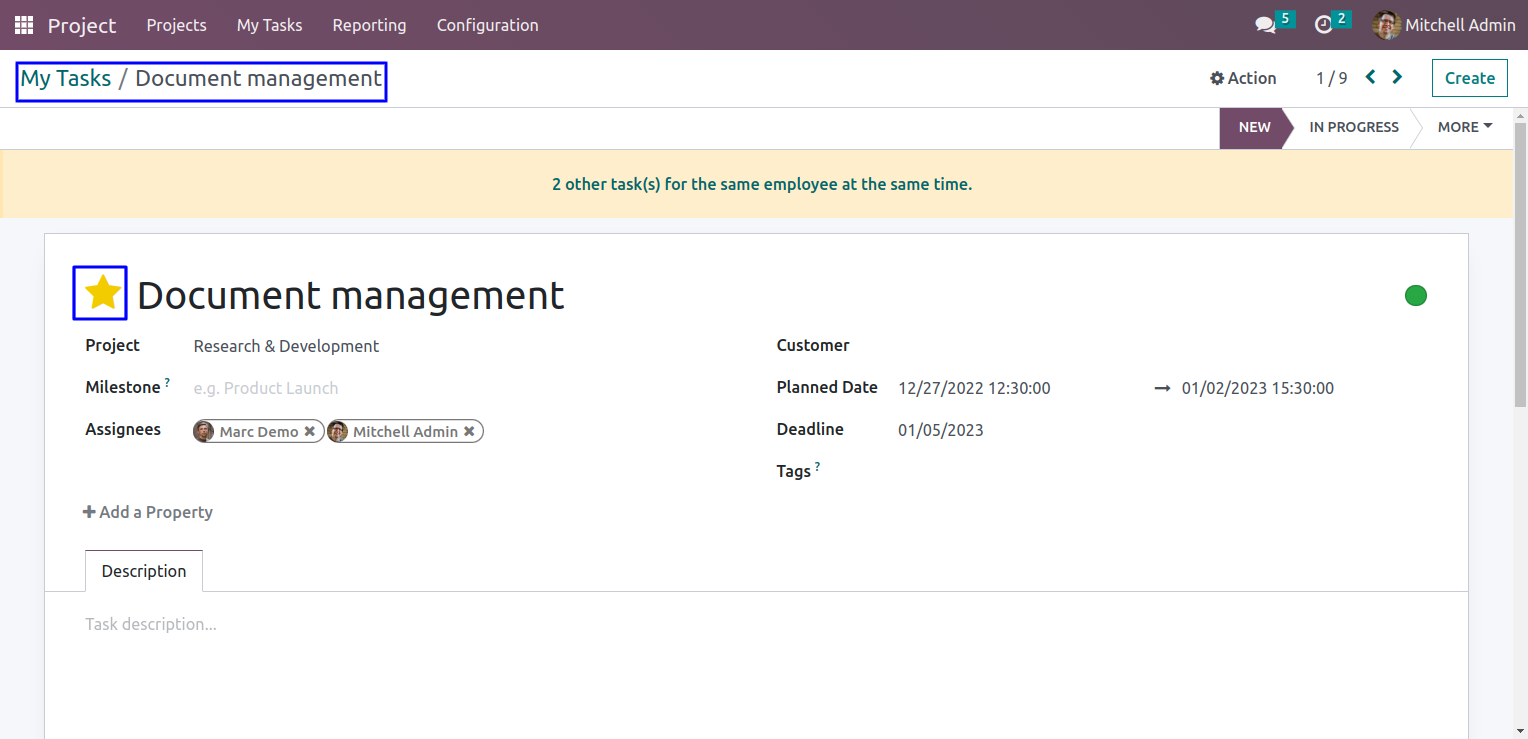 Project Projects My Tasks Reporting Configuration 5 2 Mitchell Admin
My Tasks / Document management Action 1 / 9 Create
NEW IN PROGRESS MORE
2 other task(s) for the same employee at the same time.
Document management
Project Research & Development Customer
Milestone ? e.g. Product Launch Planned Date 12/27/2022 12:30:00 → 01/02/2023 15:30:00
Assignees Marc Demo ✖ Mitchell Admin ✖ Deadline 01/05/2023
Tags ?
+ Add a Property
Description
Task description...